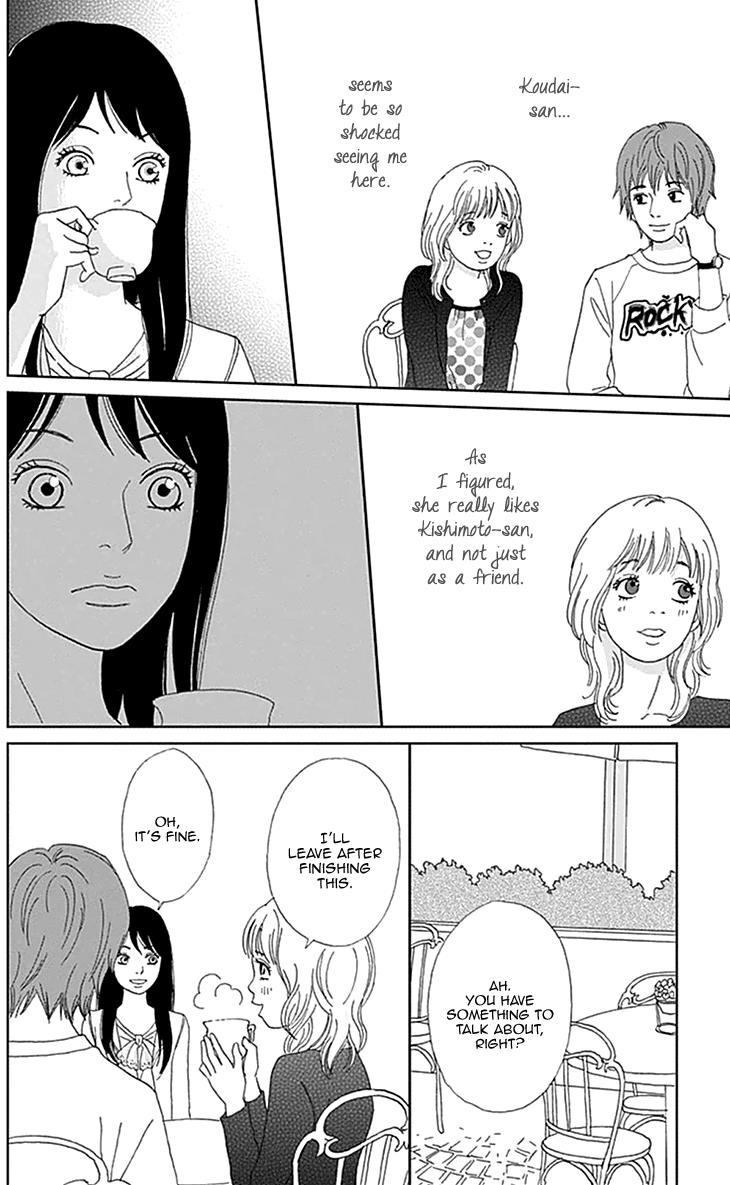 Koudai-
san...
seems
to be so
shocked
seeing me
here.
ROCK
As
I figured,
she really likes
Kishimoto-san,
and not just
as a friend.
AH.
YOU HAVE
SOMETHING TO
TALK ABOUT,
RIGHT?
I'LL
LEAVE AFTER
FINISHING
THIS.
OH,
IT'S FINE.